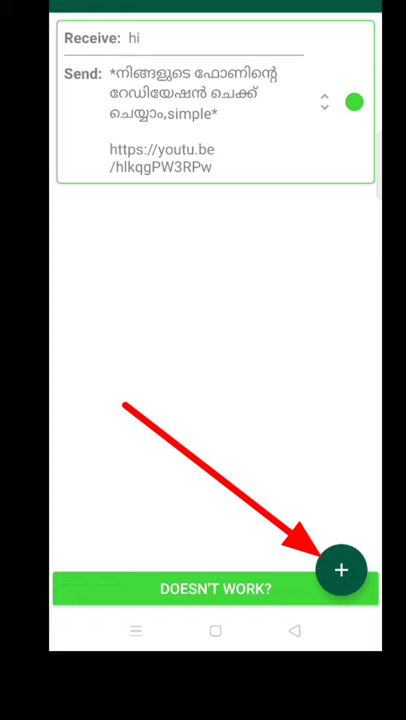 Receive: hi
Send: *നിങ്ങളുടെ ഫോണിന്റെ
റേഡിയേഷൻ ചെക്ക്
ചെയ്യാം,simple*
https://youtu.be
/hlkqgPW3RPw
+
DOESN'T WORK?